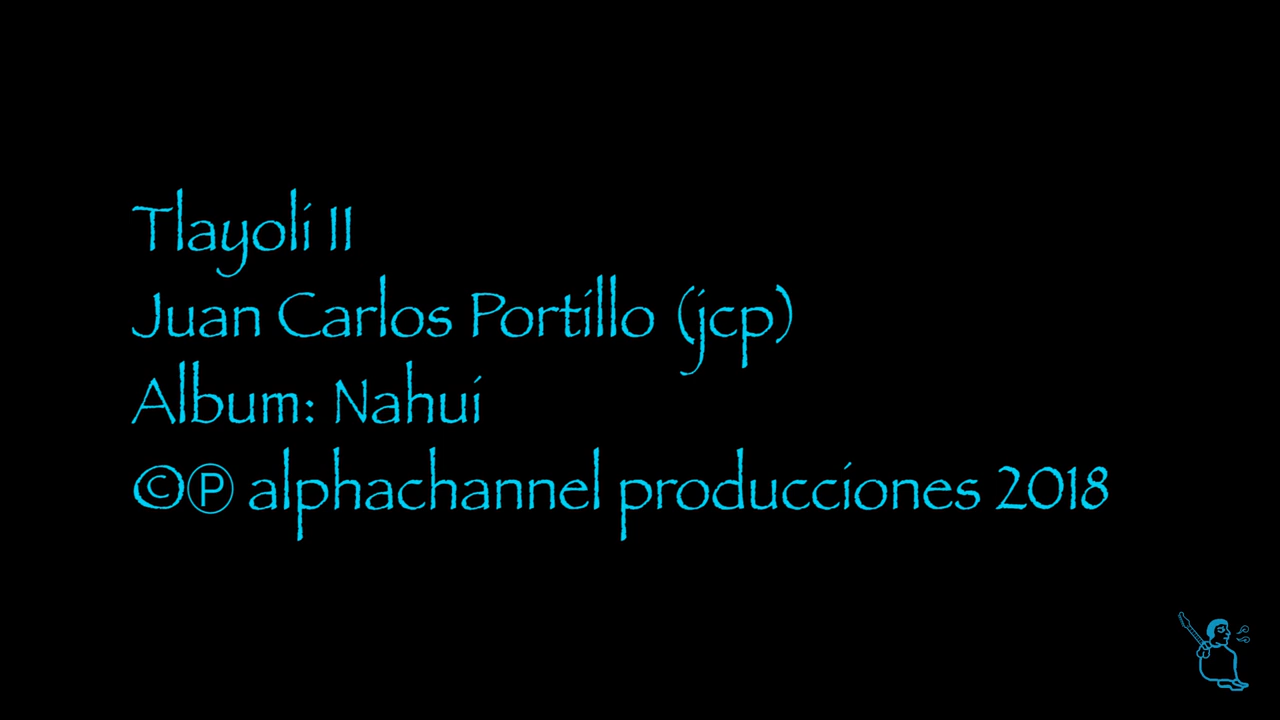 Tlayoli II
Juan Carlos Portillo (jcp)
Album: Nahui
©℗ alphachannel producciones 2018